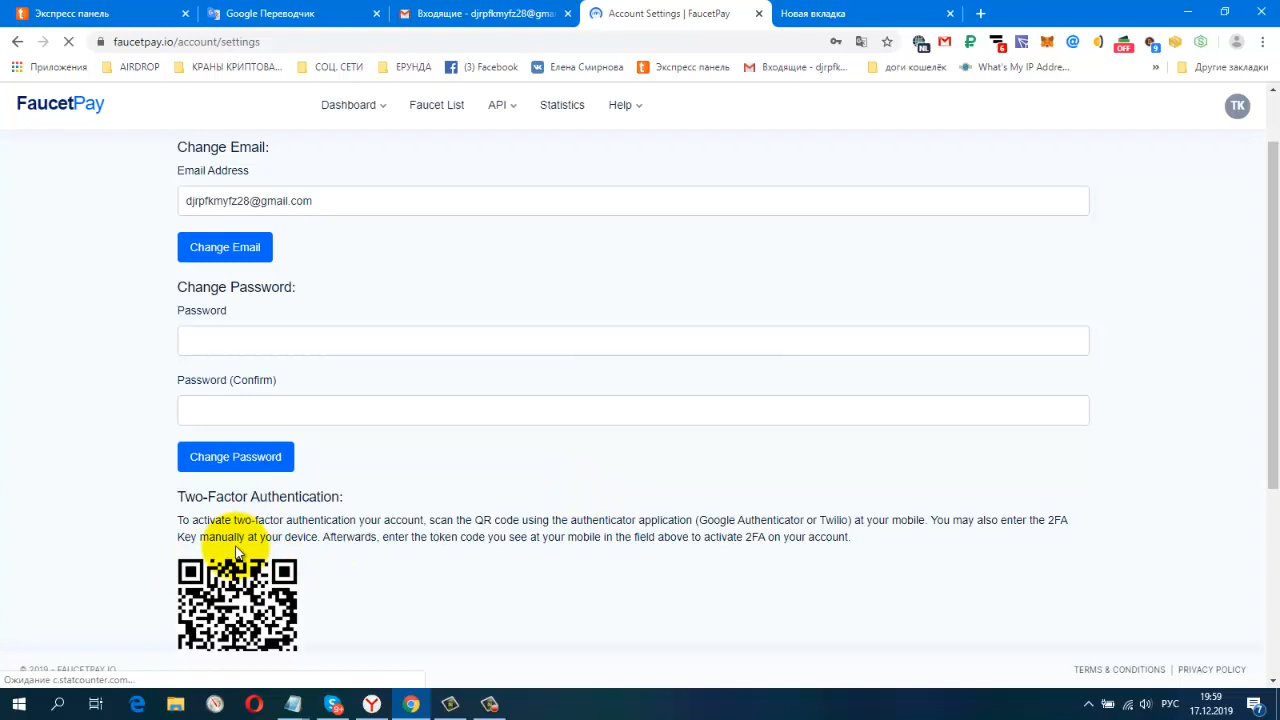 Экспресс панель
Google Переводчик
Входящие - djrpfkmyfz28@gma
Account Settings | FaucetPay
Новая вкладка
faucetpay.io/account/settings
NL
6
OFF
9
Приложения
AIRDROP
КРАНЫ КРИПТОВА...
СОЦ. СЕТИ
ЕРУНДА
(3) Facebook
Елена Смирнова
Экспресс панель
Входящие - djrpfk...
доги кошелёк
What's My IP Addre...
»
Другие закладки
FaucetPay
Dashboard
Faucet List
API
Statistics
Help
TK
Change Email:
Email Address
djrpfkmyfz28@gmail.com
Change Email
Change Password:
Password
Password (Confirm)
Change Password
Two-Factor Authentication:
To activate two-factor authentication your account, scan the QR code using the authenticator application (Google Authenticator or Twilio) at your mobile. You may also enter the 2FA
Key manually at your device. Afterwards, enter the token code you see at your mobile in the field above to activate 2FA on your account.
© 2019 - FAUCETPAY.IO
TERMS & CONDITIONS
PRIVACY POLICY
Ожидание c.statcounter.com...
РУС
19:59
17.12.2019